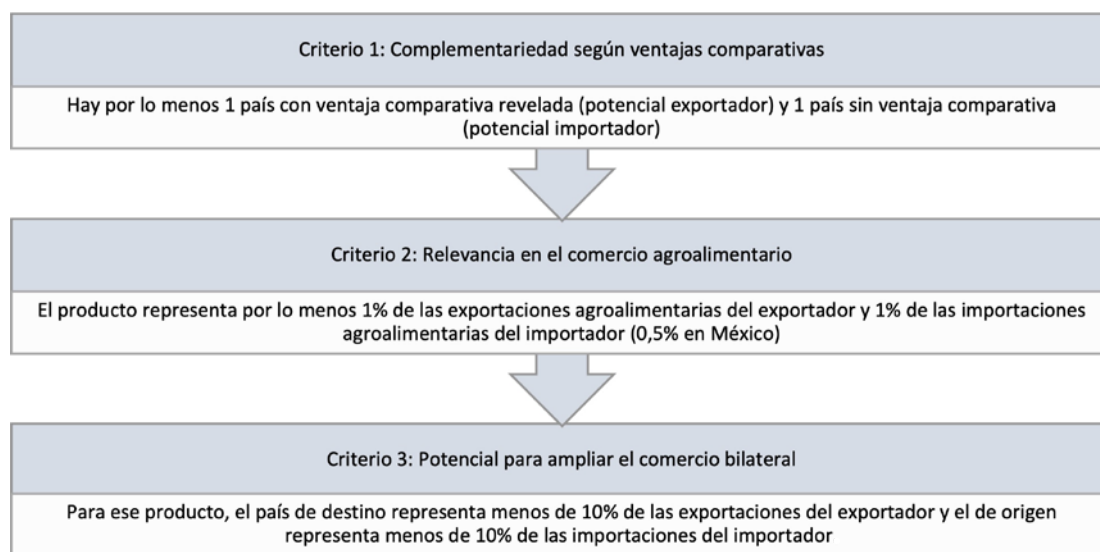 Criterio 1: Complementariedad según ventajas comparativas
Hay por lo menos 1 país con ventaja comparativa revelada (potencial exportador) y 1 país sin ventaja comparativa
(potencial importador)
Criterio 2: Relevancia en el comercio agroalimentario
El producto representa por lo menos 1% de las exportaciones agroalimentarias del exportador y 1% de las importaciones
agroalimentarias del importador (0,5% en México)
Criterio 3: Potencial para ampliar el comercio bilateral
Para ese producto, el país de destino representa menos de 10% de las exportaciones del exportador y el de origen
representa menos de 10% de las importaciones del importador